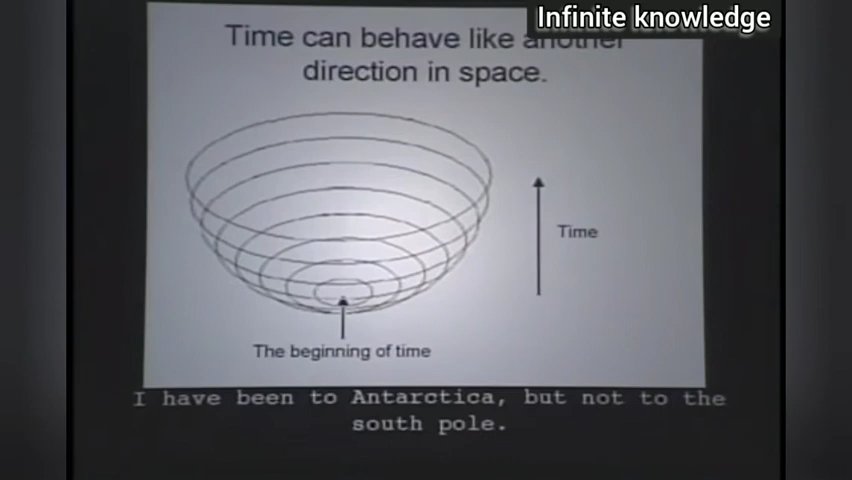 Infinite knowledge
Time can behave like another
direction in space.
Time
The beginning of time
I have been to Antarctica, but not to the
south pole.